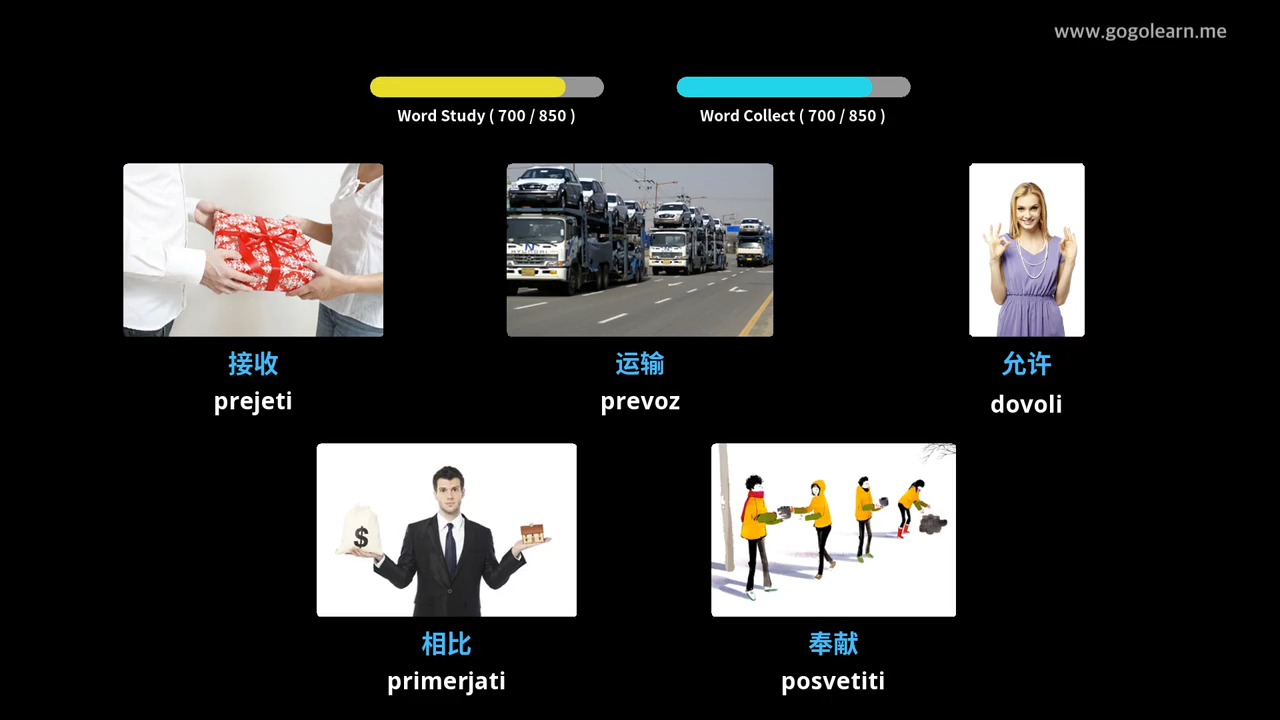 www.gogolearn.me
Word Study ( 700 / 850 )
Word Collect ( 700 / 850 )
接收
prejeti
运输
prevoz
允许
dovoli
$
相比
primerjati
奉献
posvetiti